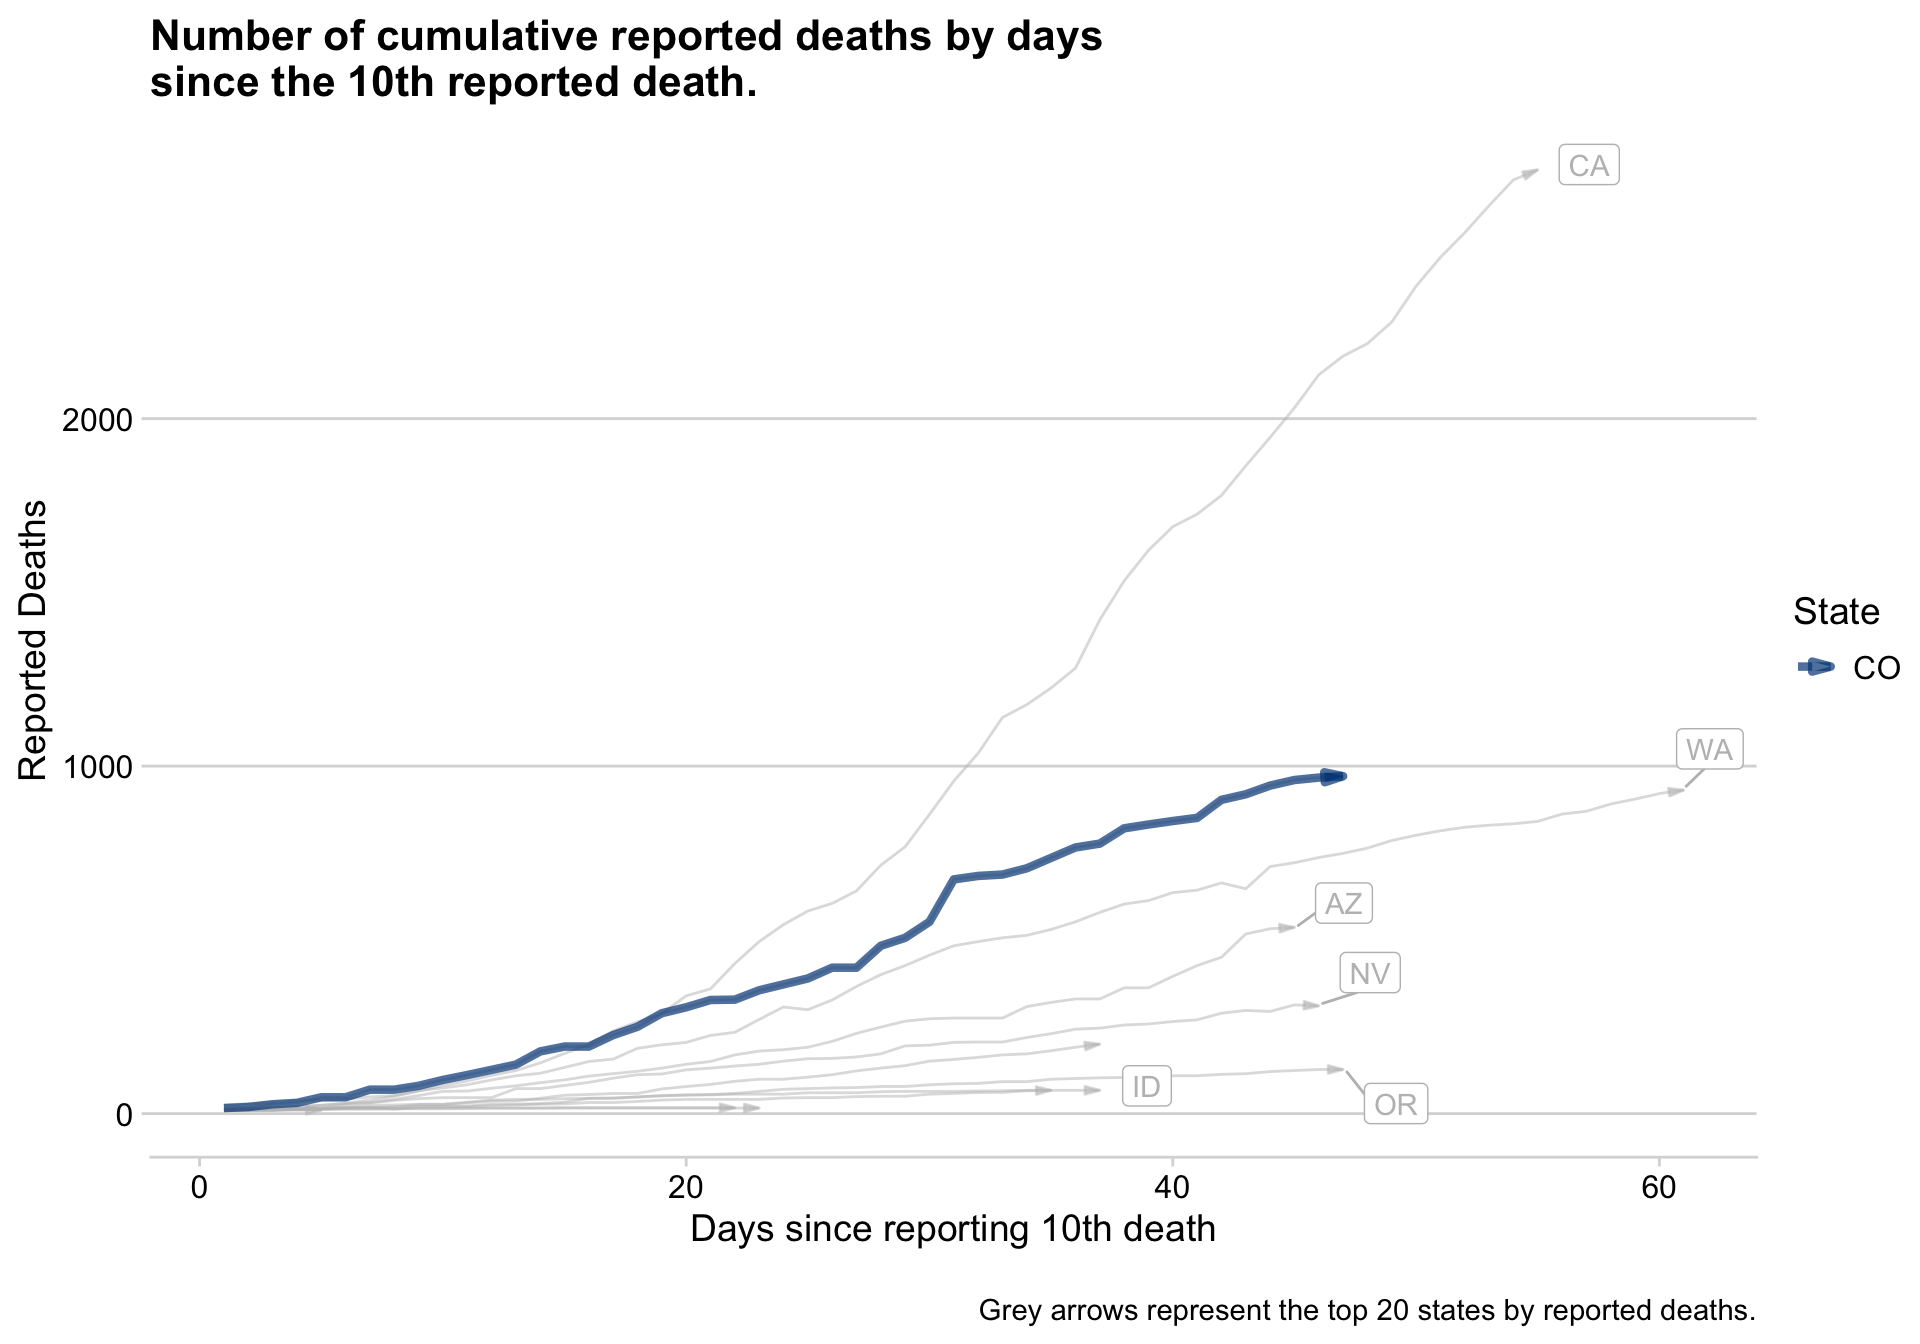 Number of cumulative reported deaths by days
since the 10th reported death.
CA
2000
Reported Deaths
State
CO
WA
1000
AZ
NV
ID
OR
0
0 20 40 60
Days since reporting 10th death
Grey arrows represent the top 20 states by reported deaths.